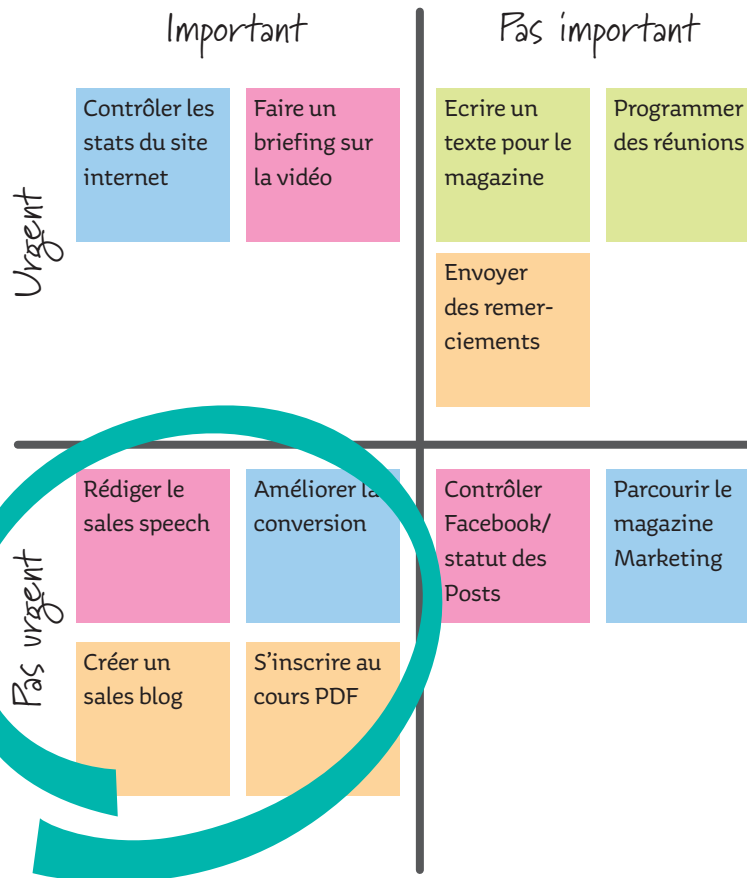 Important
Pas important
Urgent
Contrôler les
stats du site
internet
Faire un
briefing sur
la vidéo
Ecrire un
texte pour le
magazine
Programmer
des réunions
Envoyer
des remer-
ciements
Pas urgent
Rédiger le
sales speech
Améliorer la
conversion
Contrôler
Facebook/
statut des
Posts
Parcourir le
magazine
Marketing
Créer un
sales blog
S’inscrire au
cours PDF